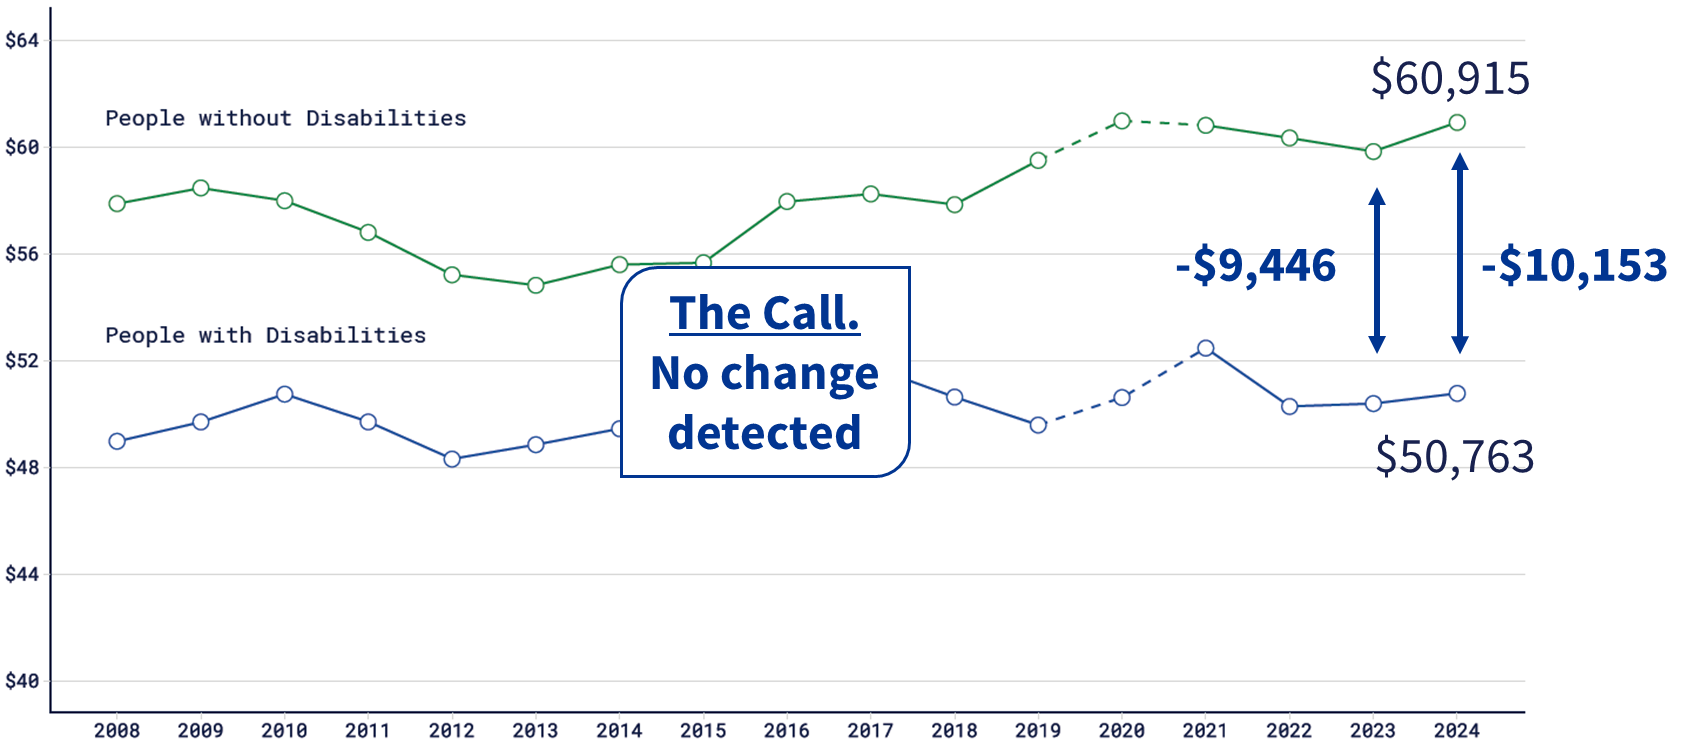 $64
$60,915
People without Disabilities
$60
$56
-$9,446
-$10,153
The Call.
No change
detected
People with Disabilities
$52
$50,763
$48
$44
$40
2008 2009 2010 2011 2012 2013 2014 2015 2016 2017 2018 2019 2020 2021 2022 2023 2024